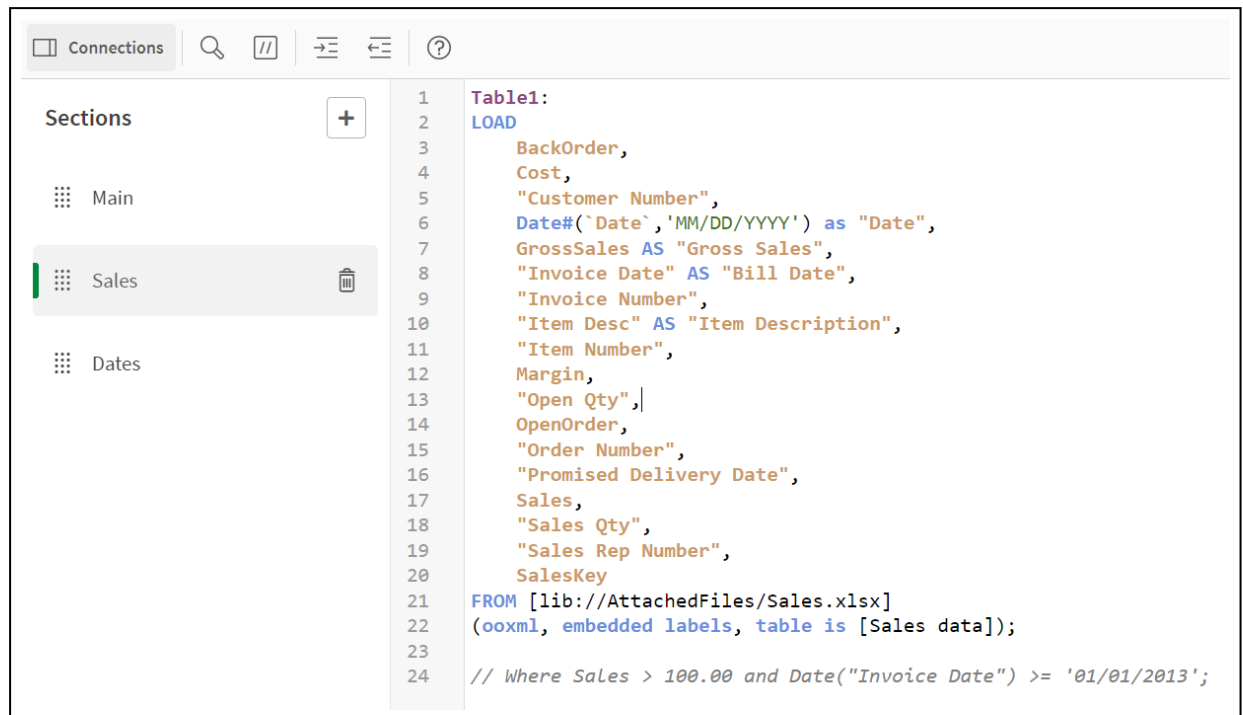 Connections
Sections
+
Main
Sales
Dates
1 Table1:
2 LOAD
3 BackOrder,
4 Cost,
5 "Customer Number",
6 Date#(`Date`,'MM/DD/YYYY') as "Date",
7 GrossSales AS "Gross Sales",
8 "Invoice Date" AS "Bill Date",
9 "Invoice Number",
10 "Item Desc" AS "Item Description",
11 "Item Number",
12 Margin,
13 "Open Qty",
14 OpenOrder,
15 "Order Number",
16 "Promised Delivery Date",
17 Sales,
18 "Sales Qty",
19 "Sales Rep Number",
20 SalesKey
21 FROM [lib://AttachedFiles/Sales.xlsx]
22 (ooxml, embedded labels, table is [Sales data]);
23
24 // Where Sales > 100.00 and Date("Invoice Date") >= '01/01/2013';